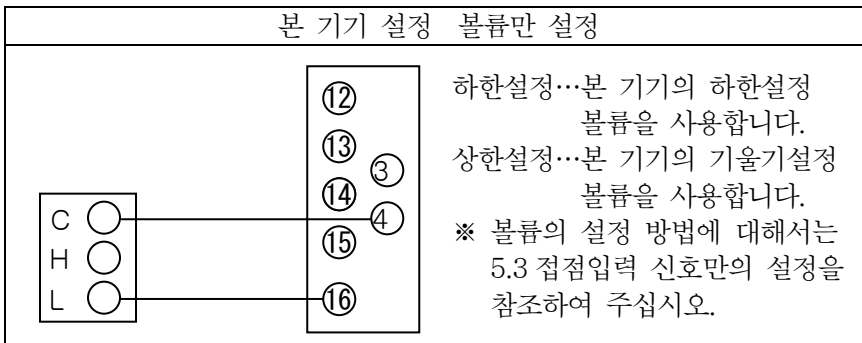 본 기기 설정 볼륨만 설정
하한설정…본 기기의 하한설정
볼륨을 사용합니다.
상한설정…본 기기의 기울기설정
볼륨을 사용합니다.
※ 볼륨의 설정 방법에 대해서는
5.3 접점입력 신호만의 설정을
참조하여 주십시오.
⑫
⑬
③
⑭
④
⑮
⑯
C
H
L